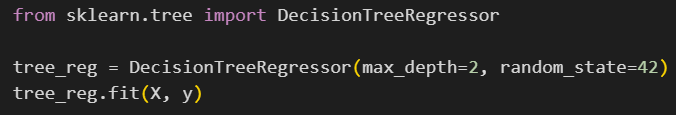 from sklearn.tree import DecisionTreeRegressor
tree_reg = DecisionTreeRegressor(max_depth=2, random_state=42)
tree_reg.fit(X, y)